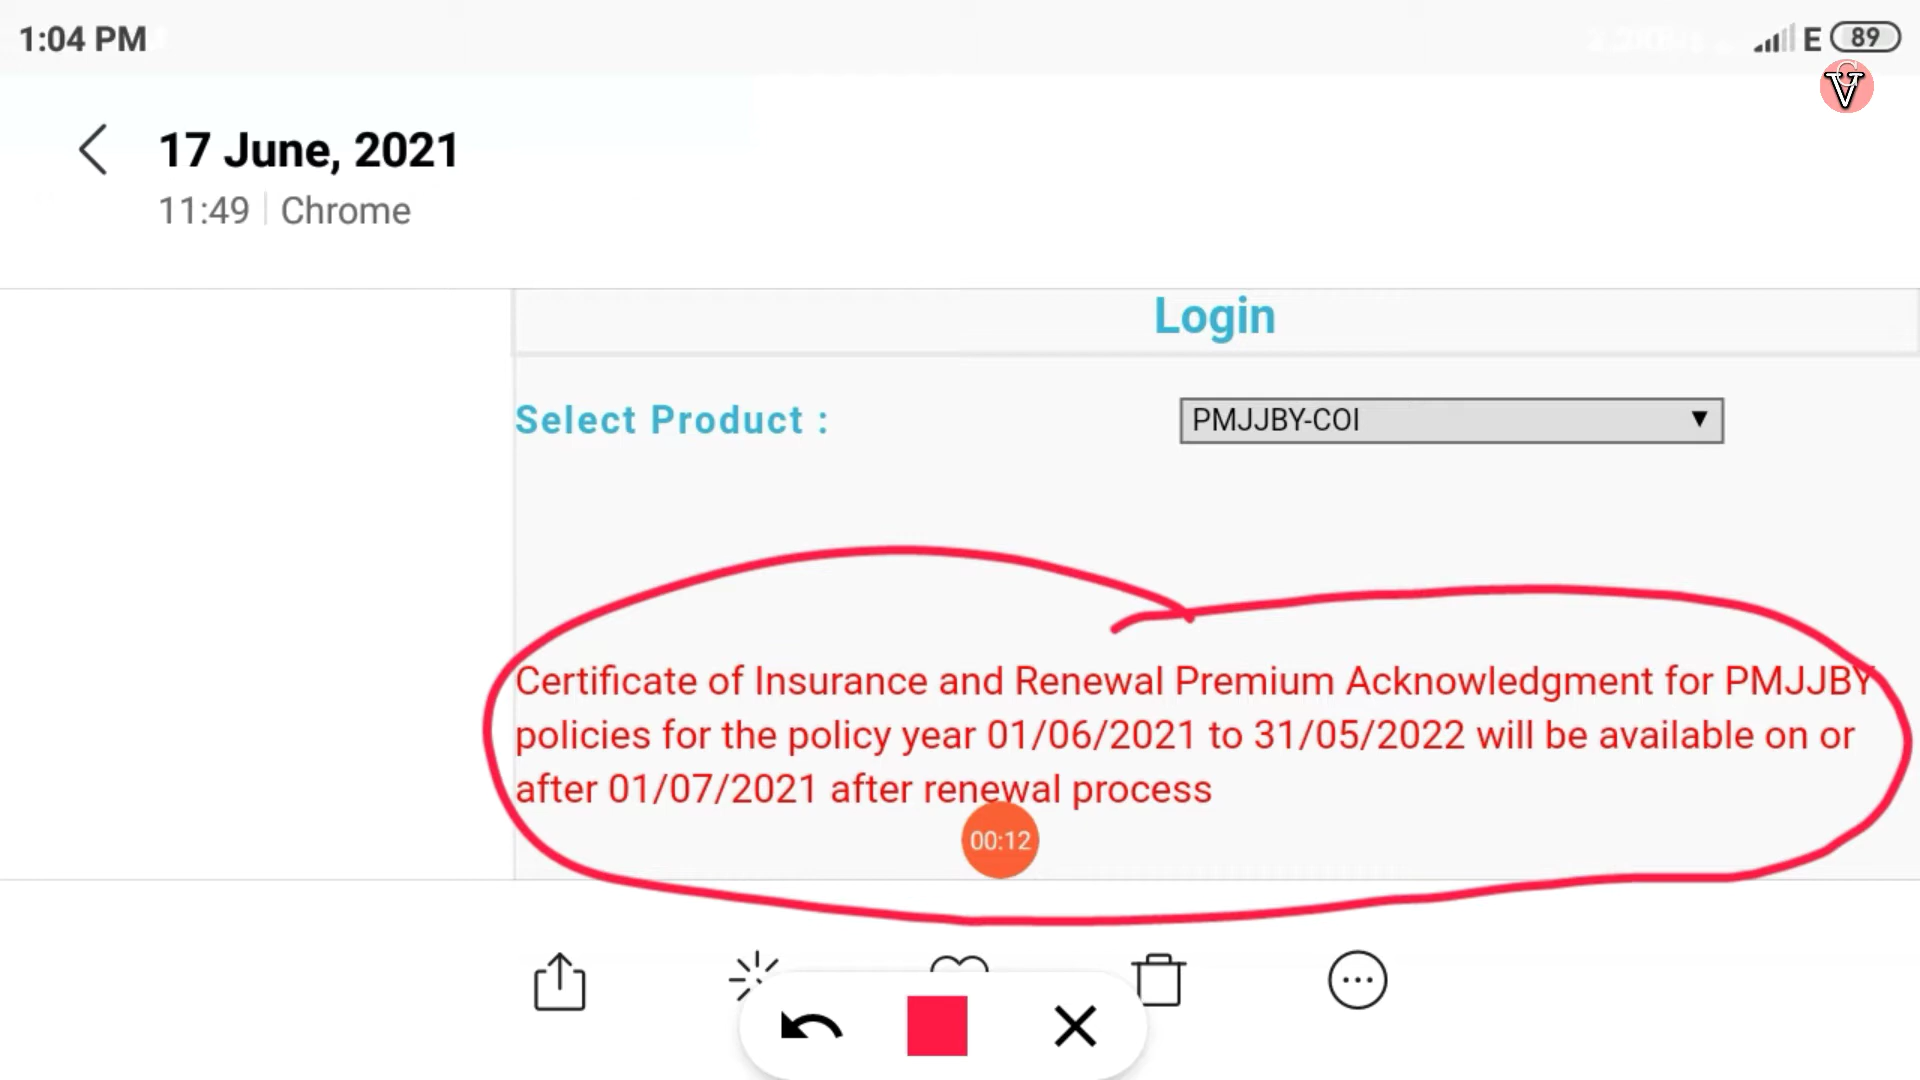 1:04 PM
E 89
17 June, 2021
11:49 | Chrome
Login
Select Product : PMJJBY-COI
Certificate of Insurance and Renewal Premium Acknowledgment for PMJJBY
policies for the policy year 01/06/2021 to 31/05/2022 will be available on or
after 01/07/2021 after renewal process
00:12